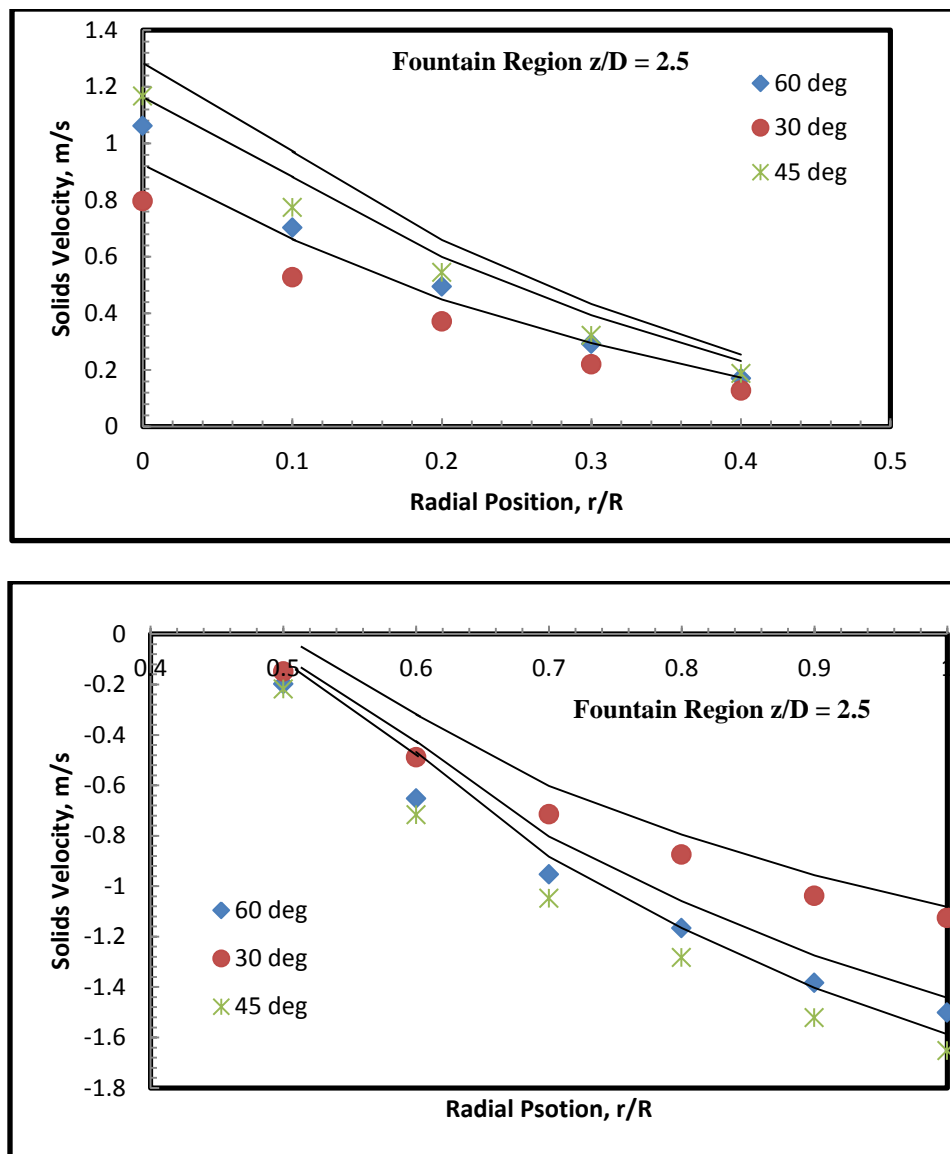 Fountain Region z/D = 2.5
60 deg
30 deg
45 deg
Solids Velocity, m/s
1.4
1.2
1
0.8
0.6
0.4
0.2
0
0 0.1 0.2 0.3 0.4 0.5
Radial Position, r/R
0
0.4 0.5 0.6 0.7 0.8 0.9 1
Fountain Region z/D = 2.5
Solids Velocity, m/s
-0.2
-0.4
-0.6
-0.8
-1
-1.2
-1.4
-1.6
-1.8
60 deg
30 deg
45 deg
Radial Psotion, r/R